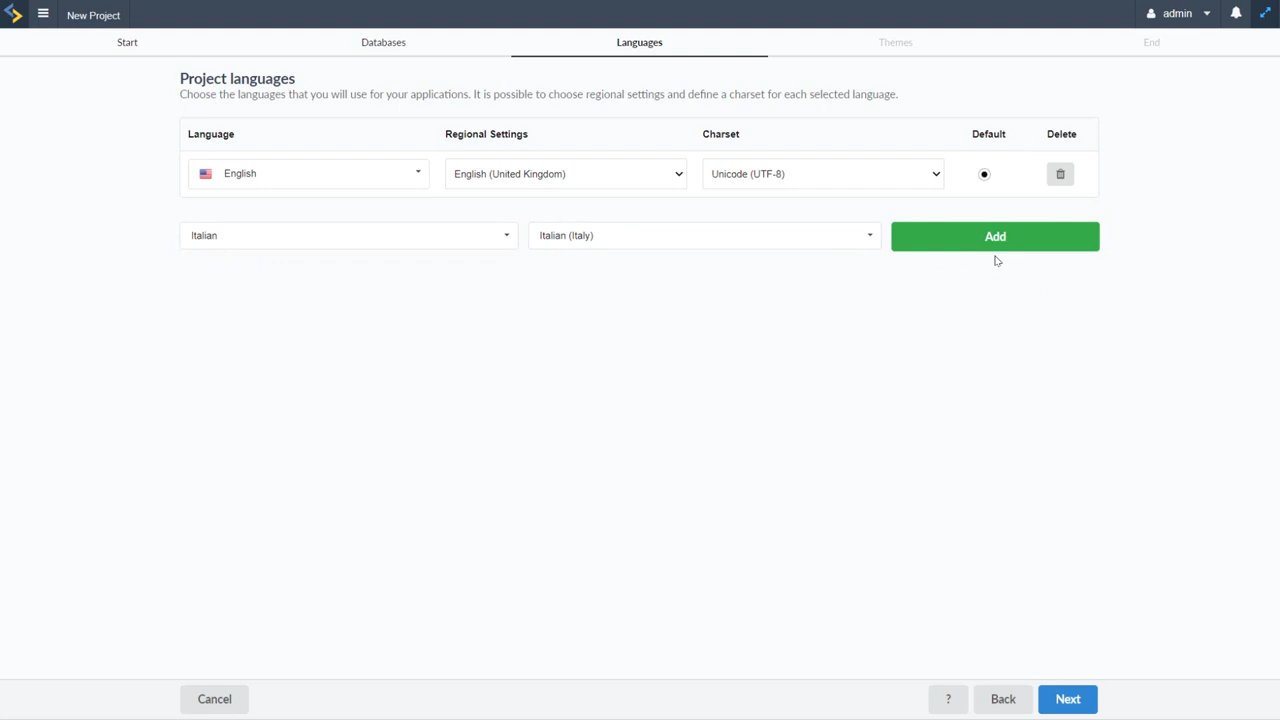 New Project
admin
Start
Databases
Languages
Themes
End
Project languages
Choose the languages that you will use for your applications. It is possible to choose regional settings and define a charset for each selected language.
Language Regional Settings Charset Default Delete
English English (United Kingdom) Unicode (UTF-8)
Italian Italian (Italy) Add
Cancel ? Back Next